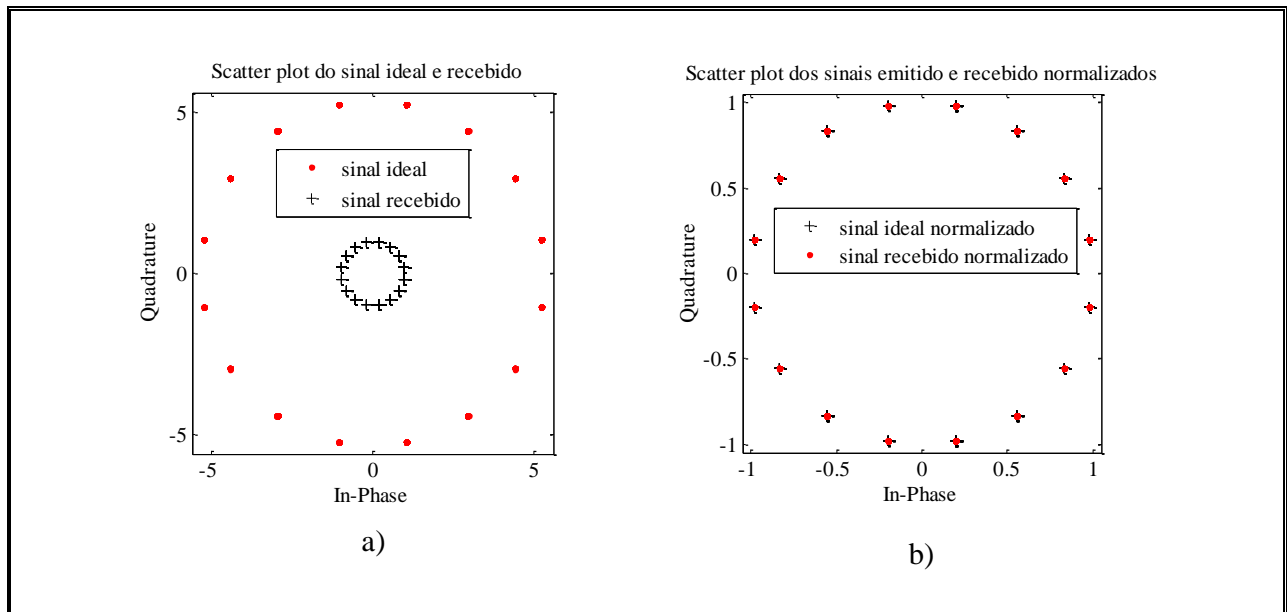 Scatter plot do sinal ideal e recebido
5
0
-5
Quadrature
sinal ideal
sinal recebido
-5
0
5
In-Phase
a)
Scatter plot dos sinais emitido e recebido normalizados
1
0.5
0
-0.5
-1
Quadrature
sinal ideal normalizado
sinal recebido normalizado
-1
-0.5
0
0.5
1
In-Phase
b)